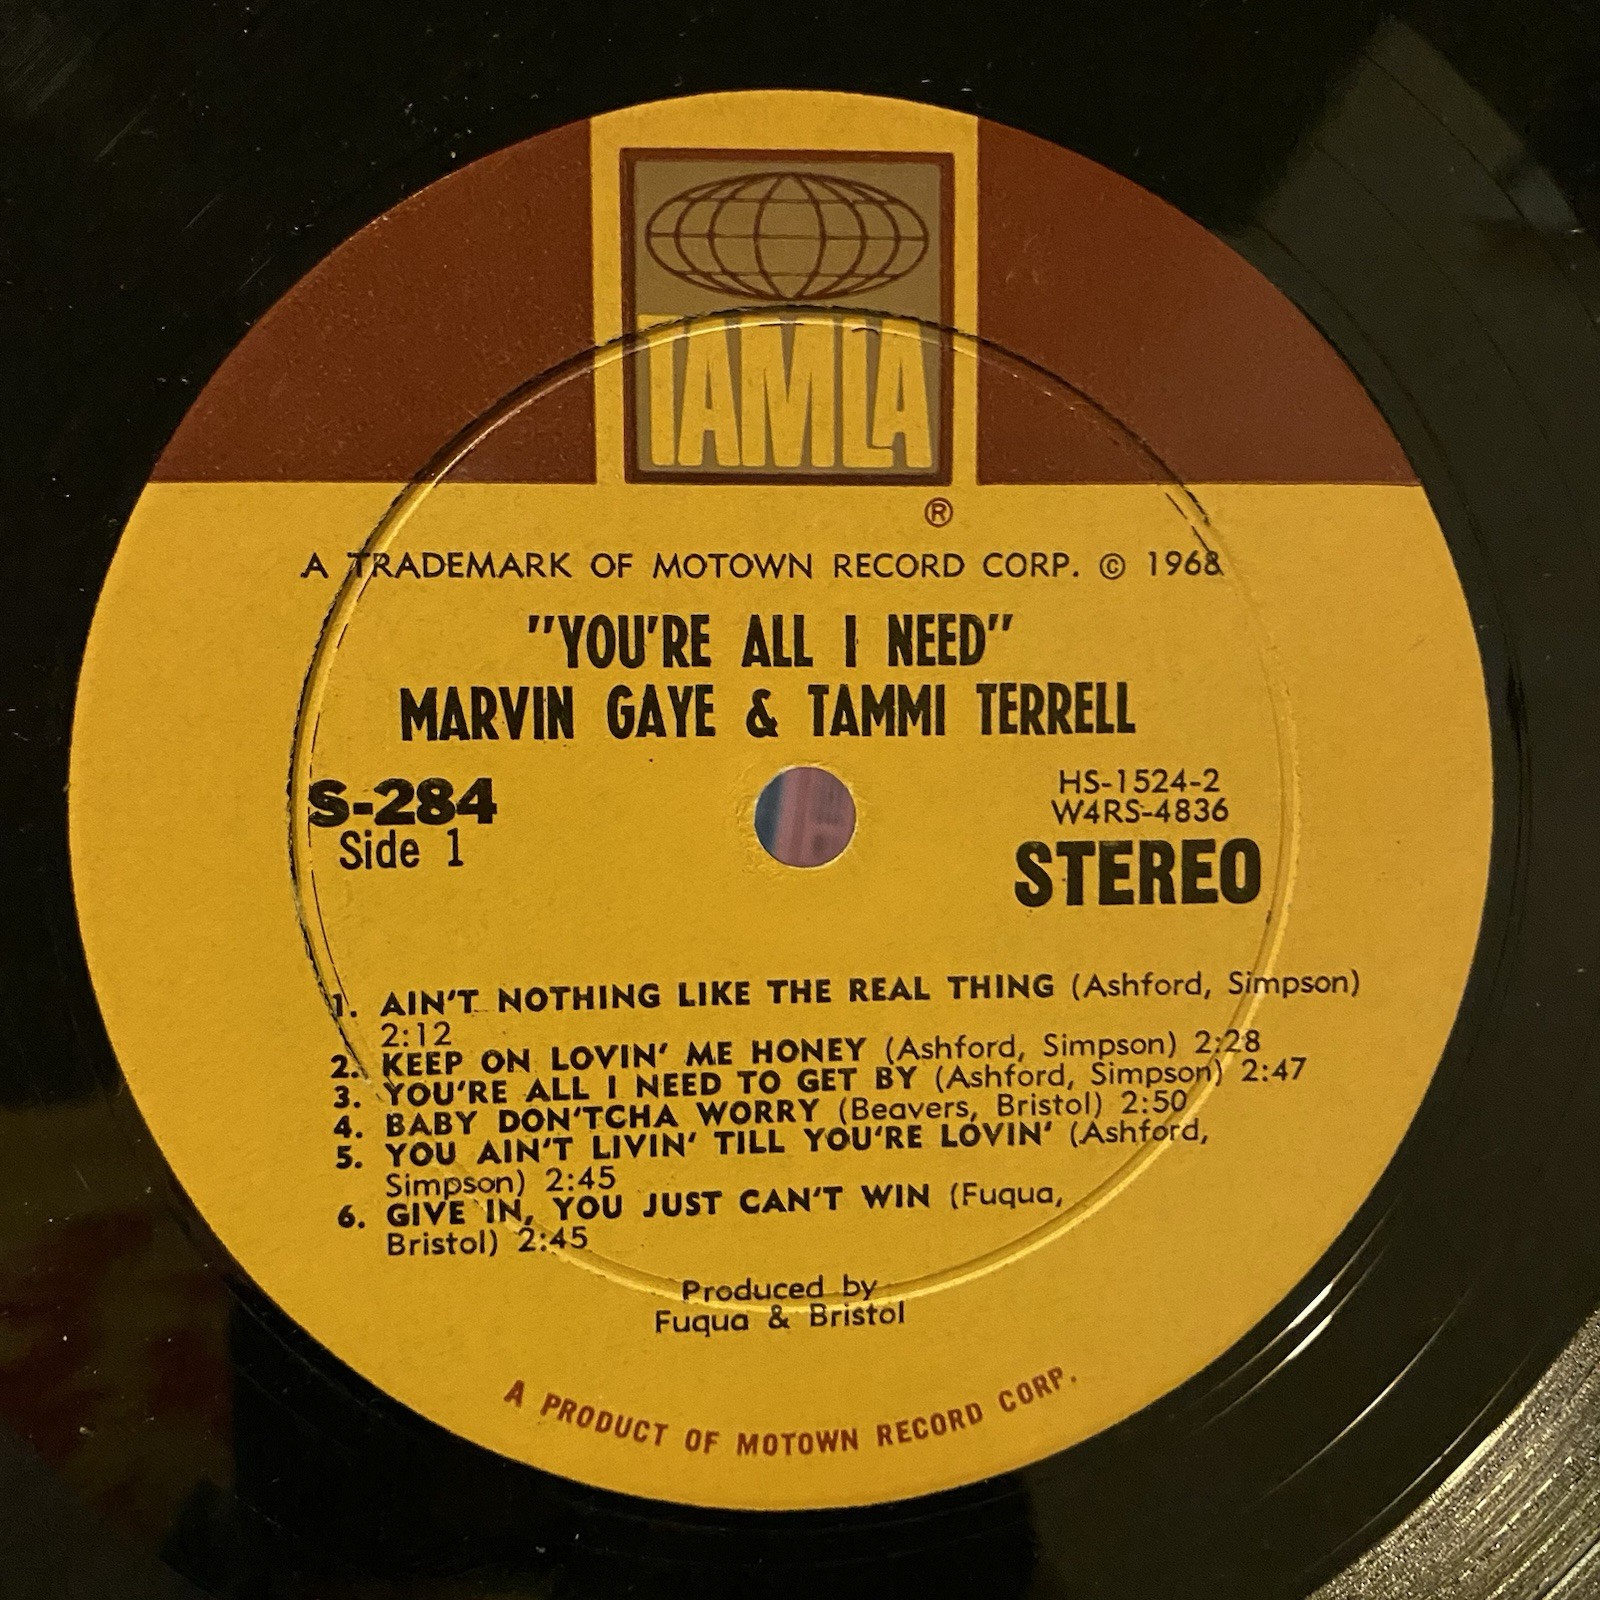 TAMLA
®
A TRADEMARK OF MOTOWN RECORD CORP. © 1968
"YOU'RE ALL I NEED"
MARVIN GAYE & TAMMI TERRELL
S-284
Side 1
HS-1524-2
W4RS-4836
STEREO
1. AIN'T NOTHING LIKE THE REAL THING (Ashford, Simpson)
2:12
2. KEEP ON LOVIN' ME HONEY (Ashford, Simpson) 2:28
3. YOU'RE ALL I NEED TO GET BY (Ashford, Simpson) 2:47
4. BABY DON'TCHA WORRY (Beavers, Bristol) 2:50
5. YOU AIN'T LIVIN' TILL YOU'RE LOVIN' (Ashford,
Simpson) 2:45
6. GIVE IN, YOU JUST CAN'T WIN (Fuqua,
Bristol) 2:45
Produced by
Fuqua & Bristol
A PRODUCT OF MOTOWN RECORD CORP.